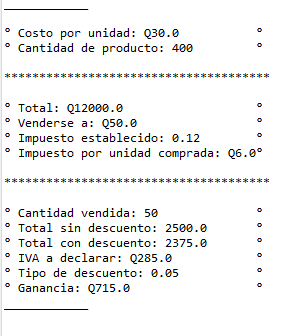 ____________
° Costo por unidad: Q30.0 °
° Cantidad de producto: 400 °
**************************************
° Total: Q12000.0 °
° Venderse a: Q50.0 °
° Impuesto establecido: 0.12 °
° Impuesto por unidad comprada: Q6.0°
**************************************
° Cantidad vendida: 50 °
° Total sin descuento: 2500.0 °
° Total con descuento: 2375.0 °
° IVA a declarar: Q285.0 °
° Tipo de descuento: 0.05 °
° Ganancia: Q715.0 °
____________